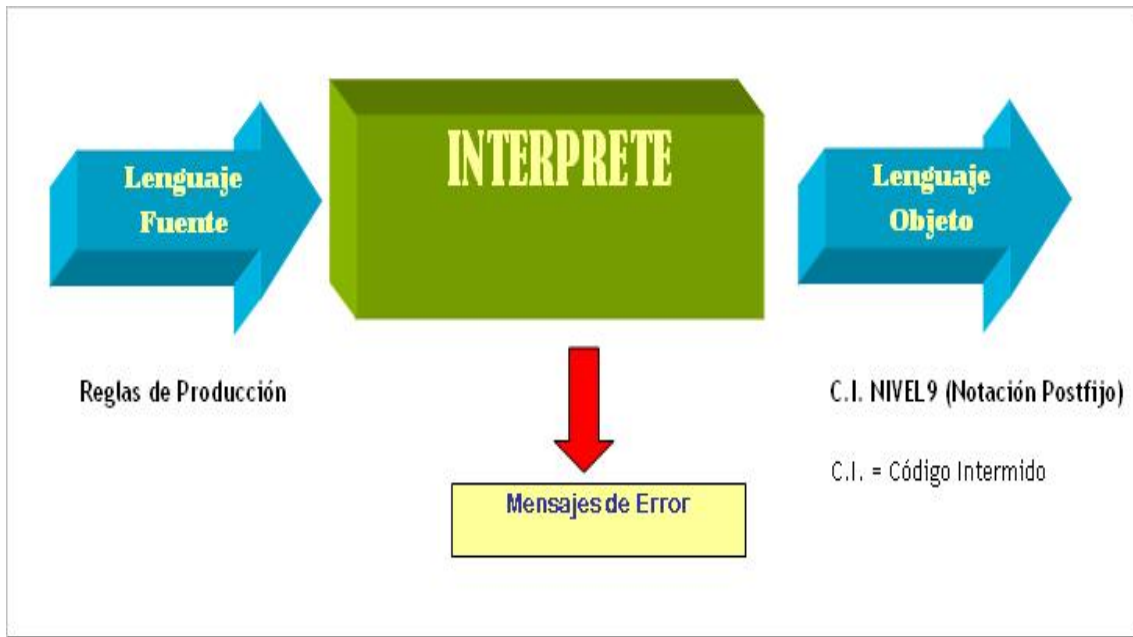 Lenguaje
Fuente
INTERPRETE
Lenguaje
Objeto
Reglas de Producción
C.I. NIVEL9 (Notación Postfijo)
C.I. = Código Intermido
Mensajes de Error